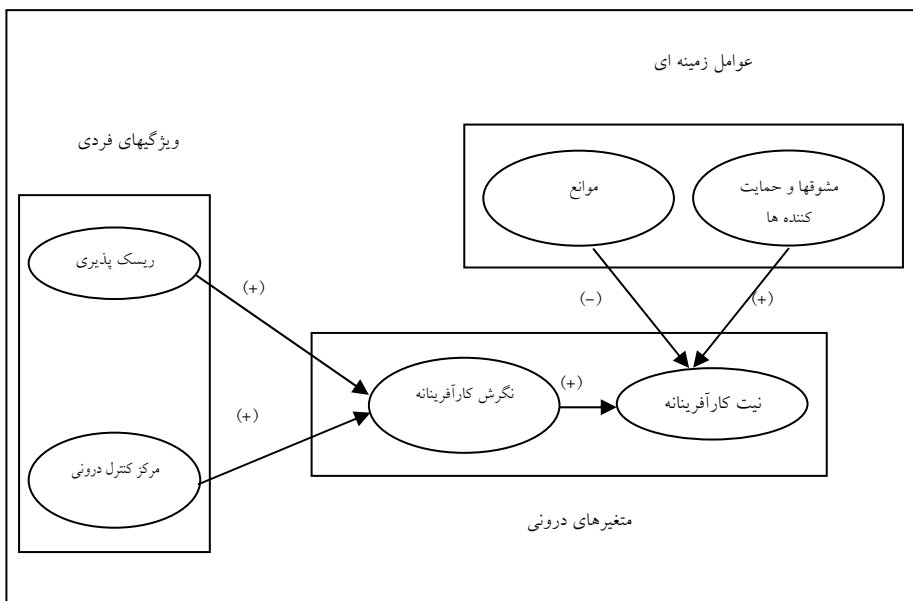 عوامل زمینه ای
ویژگیهای فردی
موانع
مشوقها و حمایت
کننده ها
ریسک پذیری
(+)
(−)
(+)
نگرش کارآفرینانه
(+)
نیت کارآفرینانه
(+)
مرکز کنترل درونی
متغیرهای درونی